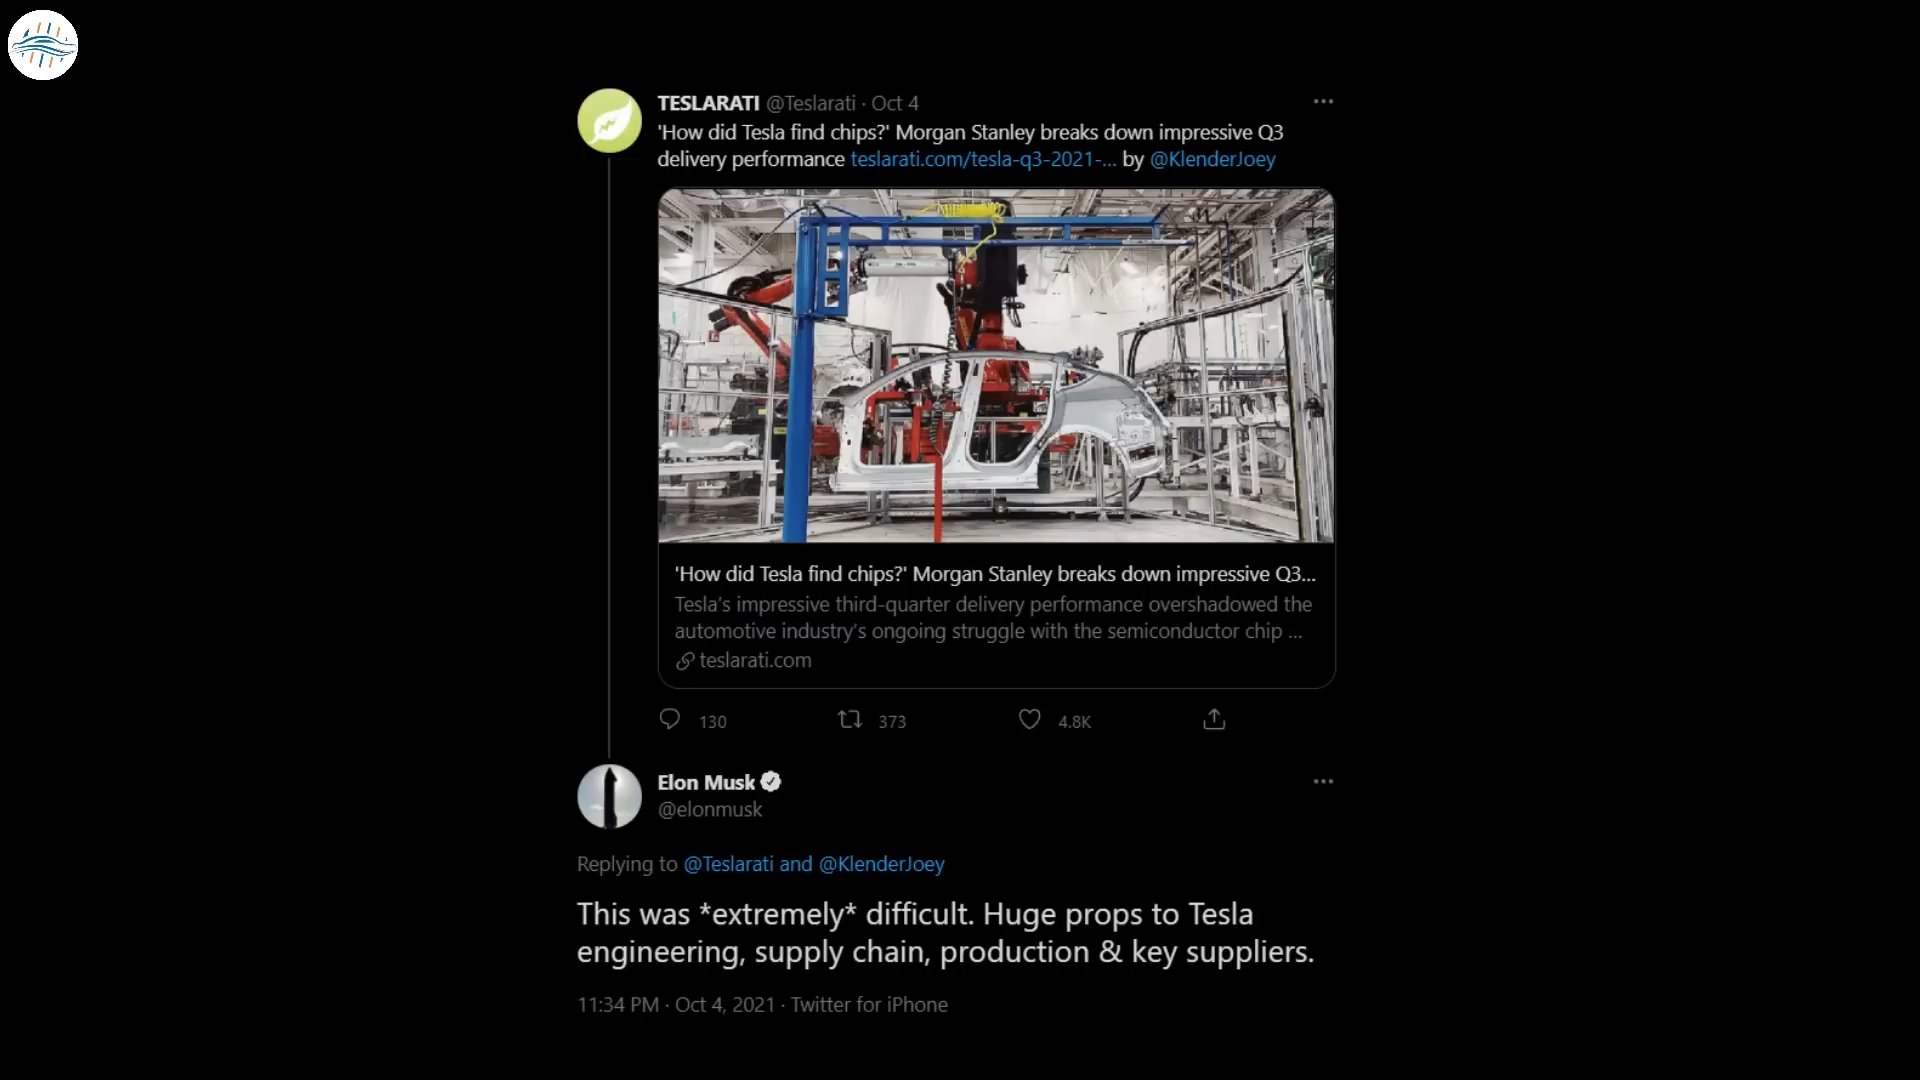 TESLARATI @Teslarati · Oct 4
'How did Tesla find chips?' Morgan Stanley breaks down impressive Q3
delivery performance teslarati.com/tesla-q3-2021-... by @KlenderJoey
'How did Tesla find chips?' Morgan Stanley breaks down impressive Q3...
Tesla’s impressive third-quarter delivery performance overshadowed the
automotive industry’s ongoing struggle with the semiconductor chip ...
teslarati.com
130 373 4.8K
Elon Musk
@elonmusk
Replying to @Teslarati and @KlenderJoey
This was *extremely* difficult. Huge props to Tesla
engineering, supply chain, production & key suppliers.
11:34 PM · Oct 4, 2021 · Twitter for iPhone